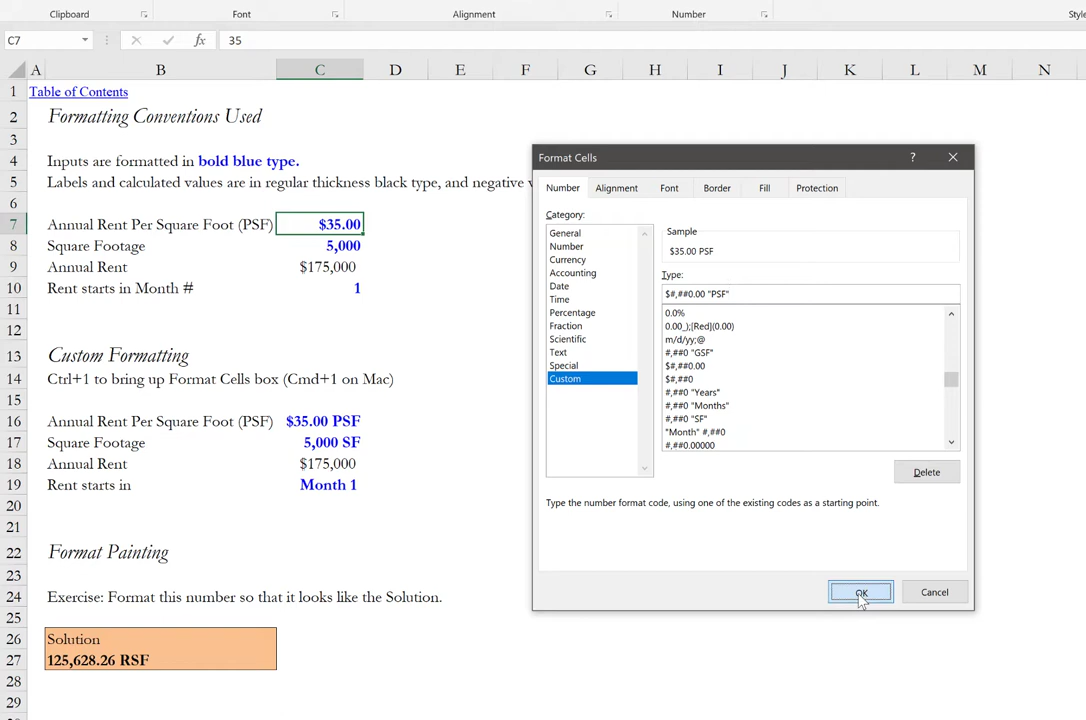 Clipboard Font Alignment Number Style
C7 fx 35
A B C D E F G H I J K L M N
1 Table of Contents
2 Formatting Conventions Used
3
4 Inputs are formatted in bold blue type.
5 Labels and calculated values are in regular thickness black type, and negative v
6
7 Annual Rent Per Square Foot (PSF) $35.00
8 Square Footage 5,000
9 Annual Rent $175,000
10 Rent starts in Month # 1
11
12
13 Custom Formatting
14 Ctrl+1 to bring up Format Cells box (Cmd+1 on Mac)
15
16 Annual Rent Per Square Foot (PSF) $35.00 PSF
17 Square Footage 5,000 SF
18 Annual Rent $175,000
19 Rent starts in Month 1
20
21
22 Format Painting
23
24 Exercise: Format this number so that it looks like the Solution.
25
26 Solution
27 125,628.26 RSF
28
29
Format Cells ?
Number Alignment Font Border Fill Protection
Category:
General
Number
Currency
Accounting
Date
Time
Percentage
Fraction
Scientific
Text
Special
Custom
Sample
$35.00 PSF
Type:
$#,##0.00 "PSF"
0.0%
0.00_);[Red](0.00)
m/d/yy;@
#,##0 "GSF"
$#,##0.00
$#,##0
#,##0 "Years"
#,##0 "Months"
#,##0 "SF"
"Month" #,##0
#,##0.00000
Delete
Type the number format code, using one of the existing codes as a starting point.
OK Cancel